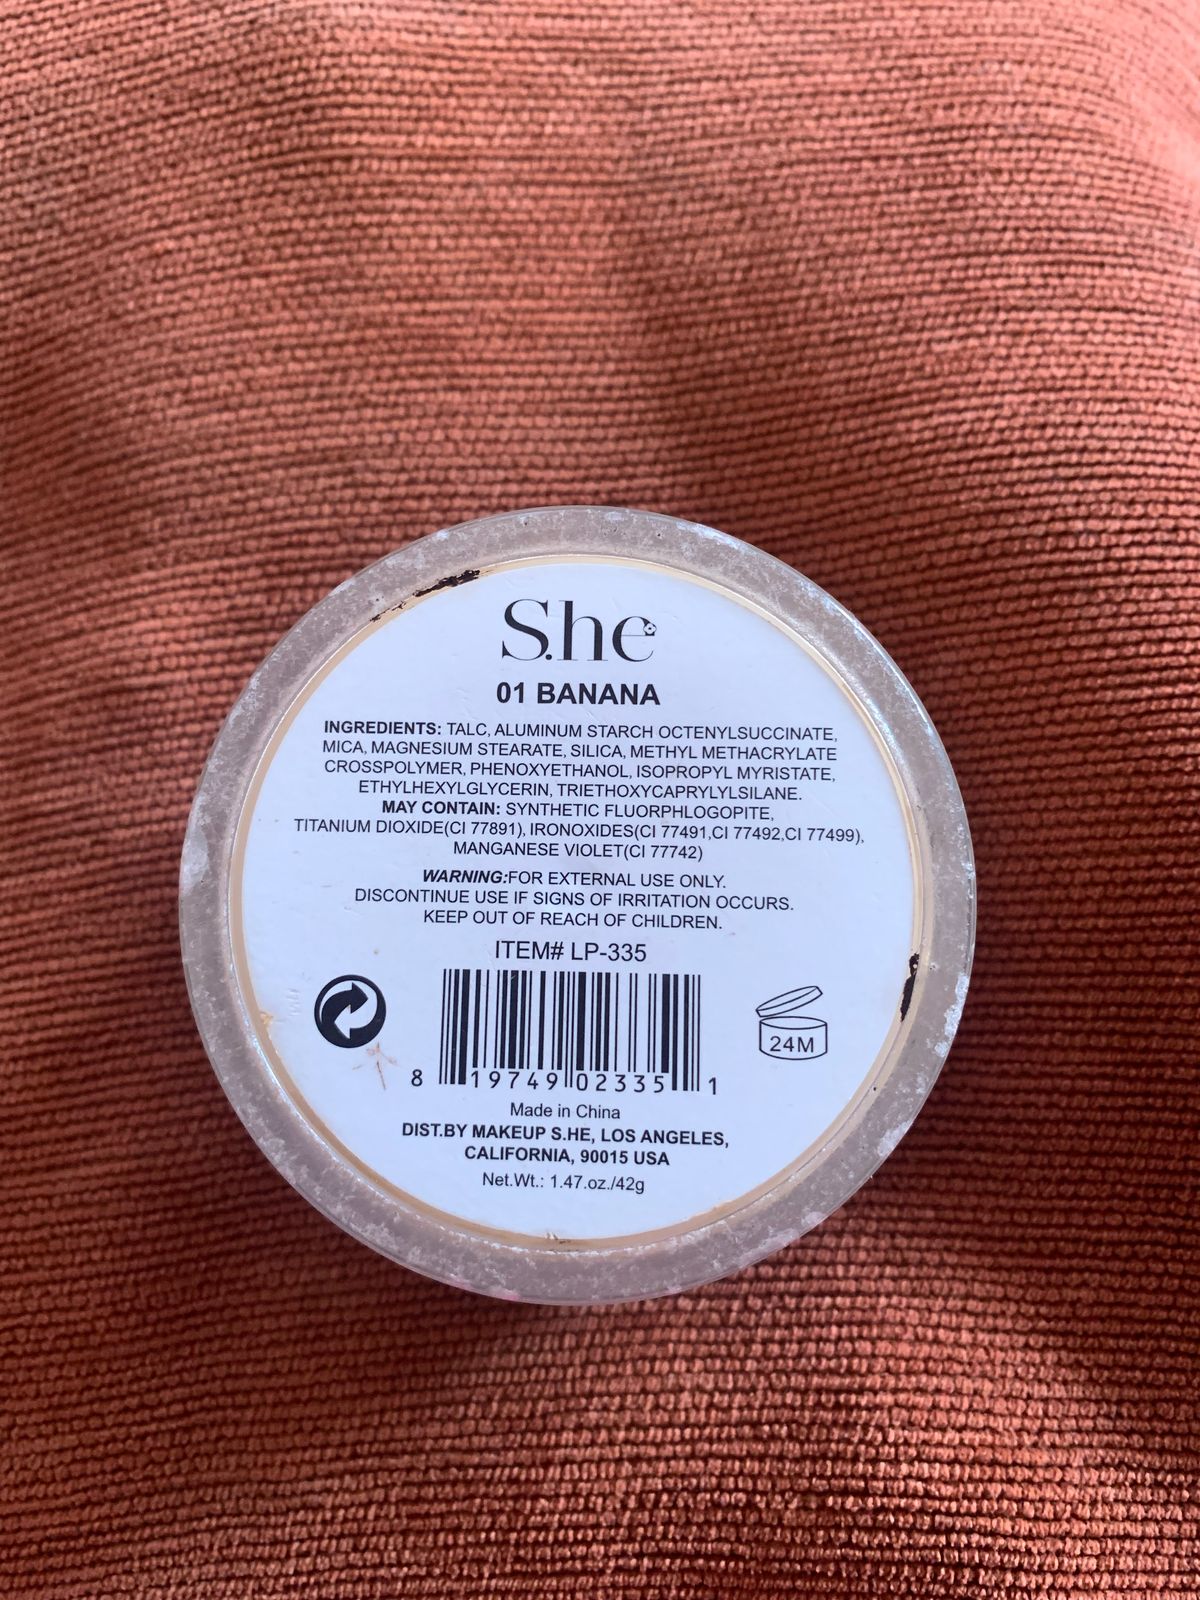 S.he
01 BANANA
INGREDIENTS: TALC, ALUMINUM STARCH OCTENYLSUCCINATE,
MICA, MAGNESIUM STEARATE, SILICA, METHYL METHACRYLATE
CROSSPOLYMER, PHENOXYETHANOL, ISOPROPYL MYRISTATE,
ETHYLHEXYLGLYCERIN, TRIETHOXYCAPRYLYLSILANE.
MAY CONTAIN: SYNTHETIC FLUORPHLOGOPITE,
TITANIUM DIOXIDE(CI 77891), IRONOXIDES(CI 77491,CI 77492,CI 77499),
MANGANESE VIOLET(CI 77742)
WARNING:FOR EXTERNAL USE ONLY.
DISCONTINUE USE IF SIGNS OF IRRITATION OCCURS.
KEEP OUT OF REACH OF CHILDREN.
ITEM# LP-335
24M
8 19749 02335 1
Made in China
DIST.BY MAKEUP S.HE, LOS ANGELES,
CALIFORNIA, 90015 USA
Net.Wt.: 1.47.oz./42g